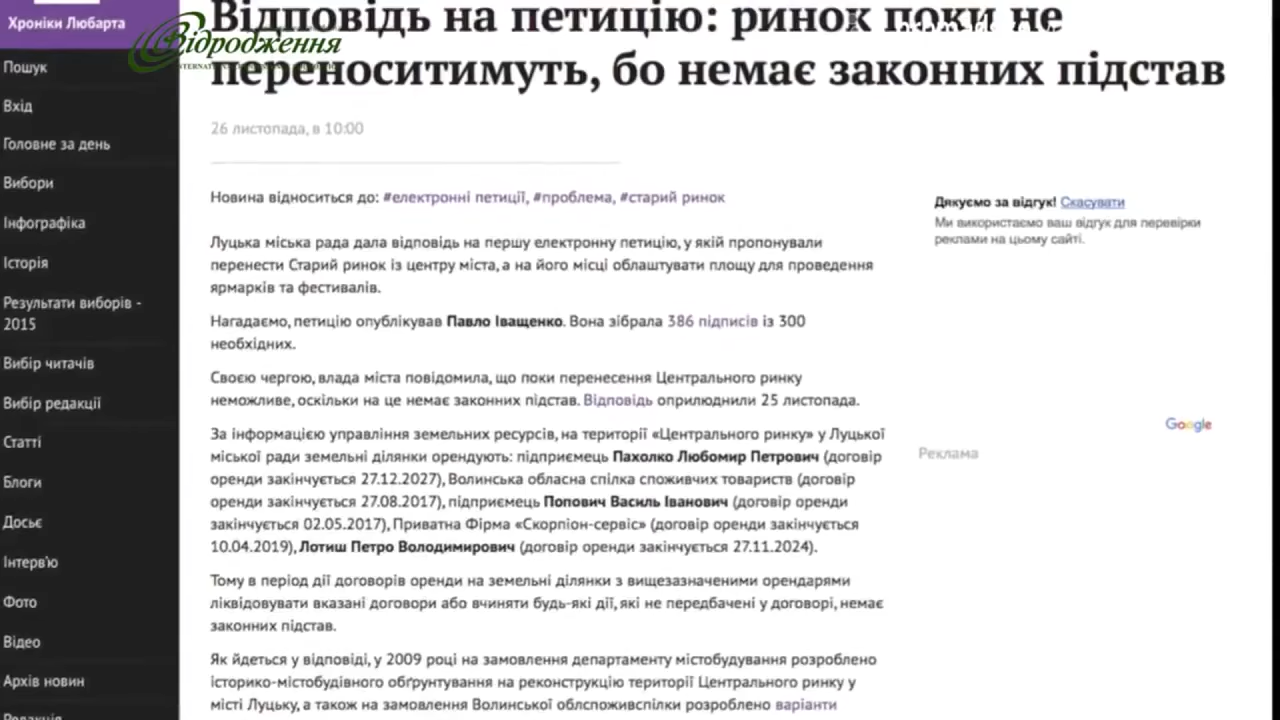 Хроніки Любарта
Пошук
Вхід
Головне за день
Вибори
Інфографіка
Історія
Результати виборів -
2015
Вибір читачів
Вибір редакції
Статті
Блоги
Досьє
Інтерв'ю
Фото
Відео
Архів новин
Редакція
Відродження
Відповідь на петицію: ринок поки не
переноситимуть, бо немає законних підстав
26 листопада, в 10:00
Новина відноситься до: #електронні петиції, #проблема, #старий ринок
Луцька міська рада дала відповідь на першу електронну петицію, у якій пропонували
перенести Старий ринок із центру міста, а на його місці облаштувати площу для проведення
ярмарків та фестивалів.
Нагадаємо, петицію опублікував Павло Іващенко. Вона зібрала 386 підписів із 300
необхідних.
Своєю чергою, влада міста повідомила, що поки перенесення Центрального ринку
неможливе, оскільки на це немає законних підстав. Відповідь оприлюднили 25 листопада.
За інформацією управління земельних ресурсів, на території «Центрального ринку» у Луцької
міської ради земельні ділянки орендують: підприємець Пахолко Любомир Петрович (договір
оренди закінчується 27.12.2027), Волинська обласна спілка споживчих товариств (договір
оренди закінчується 27.08.2017), підприємець Попович Василь Іванович (договір оренди
закінчується 02.05.2017), Приватна Фірма «Скорпіон-сервіс» (договір оренди закінчується
10.04.2019), Лотиш Петро Володимирович (договір оренди закінчується 27.11.2024).
Тому в період дії договорів оренди на земельні ділянки з вищезазначеними орендарями
ліквідовувати вказані договори або вчиняти будь-які дії, які не передбачені у договорі, немає
законних підстав.
Як йдеться у відповіді, у 2009 році на замовлення департаменту містобудування розроблено
історико-містобудівного обґрунтування на реконструкцію території Центрального ринку у
місті Луцьку, а також на замовлення Волинської облспоживспілки розроблено варіанти
Дякуємо за відгук! Скасувати
Ми використаємо ваш відгук для перевірки
реклами на цьому сайті.
Google
Реклама